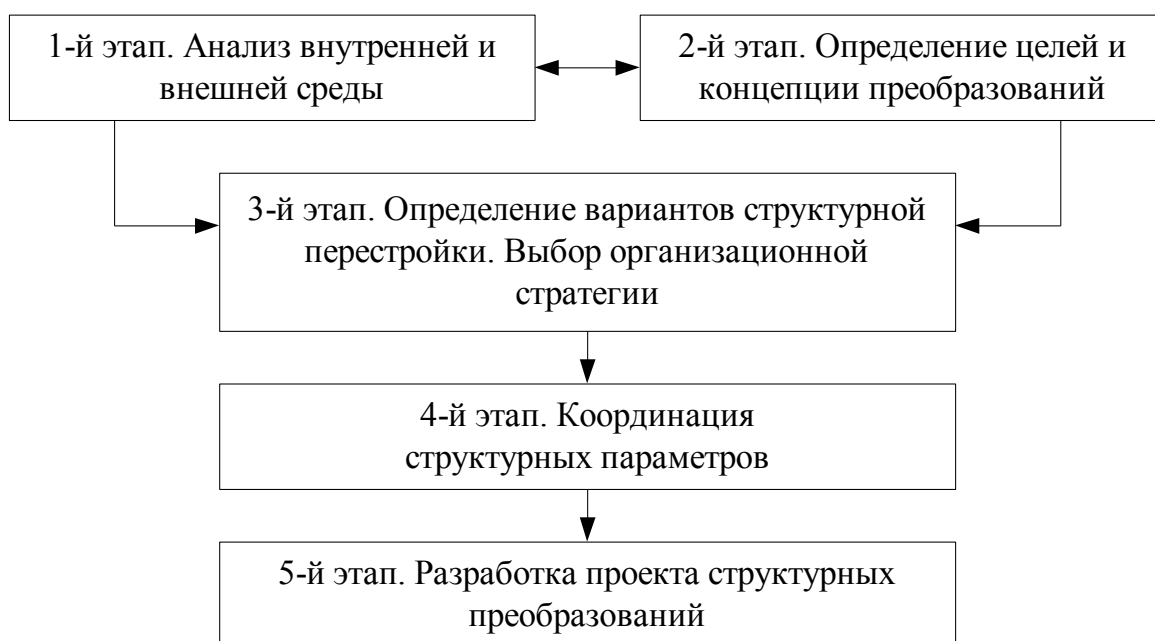 1-й этап. Анализ внутренней и
внешней среды
2-й этап. Определение целей и
концепции преобразований
3-й этап. Определение вариантов структурной
перестройки. Выбор организационной
стратегии
4-й этап. Координация
структурных параметров
5-й этап. Разработка проекта структурных
преобразований